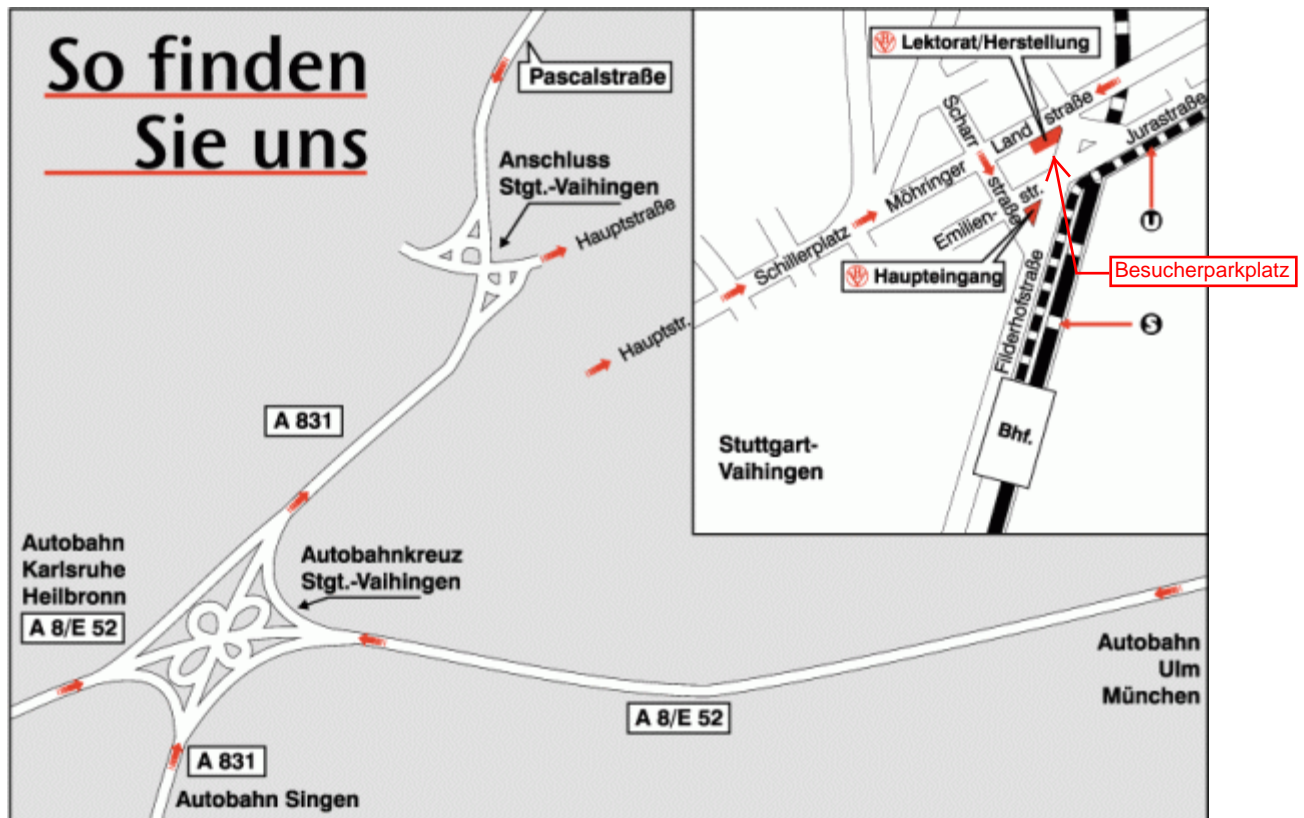 So finden
Sie uns
Pascalstraße
Anschluss
Stgt.-Vaihingen
Hauptstraße
Hauptstr.
A 831
Autobahn
Karlsruhe
Heilbronn
A 8/E 52
Autobahnkreuz
Stgt.-Vaihingen
A 831
Autobahn Singen
A 8/E 52
Autobahn
Ulm
München
Lektorat/Herstellung
Scharr
straße
Möhringer Land straße
Jurastraße
Emilien- str.
Schillerplatz
Haupteingang
Besucherparkplatz
Filderhofstraße
U
S
Bhf.
Stuttgart-
Vaihingen